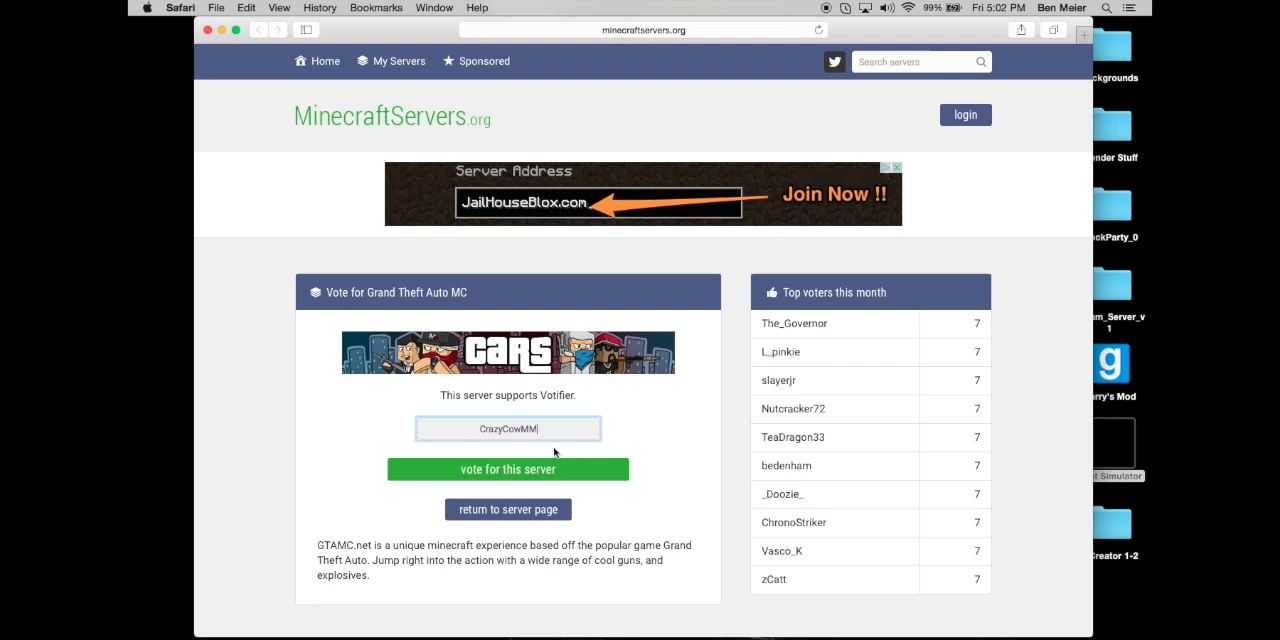 Safari File Edit View History Bookmarks Window Help 99% Fri 5:02 PM Ben Meier
minecraftservers.org
Home My Servers Sponsored Search servers
MinecraftServers.org login
Server Address
JailHouseBlox.com Join Now !!
Vote for Grand Theft Auto MC
CARS
This server supports Votifier.
CrazyCowMM
vote for this server
return to server page
GTAMC.net is a unique minecraft experience based off the popular game Grand
Theft Auto. Jump right into the action with a wide range of cool guns, and
explosives.
Top voters this month
The_Governor 7
L_pinkie 7
slayerjr 7
Nutcracker72 7
TeaDragon33 7
bedenham 7
_Doozie_ 7
ChronoStriker 7
Vasco_K 7
zCatt 7
ckgrounds
nder Stuff
ckParty_0
m_Server_v
1
g
rry's Mod
t Simulator
Creator 1-2